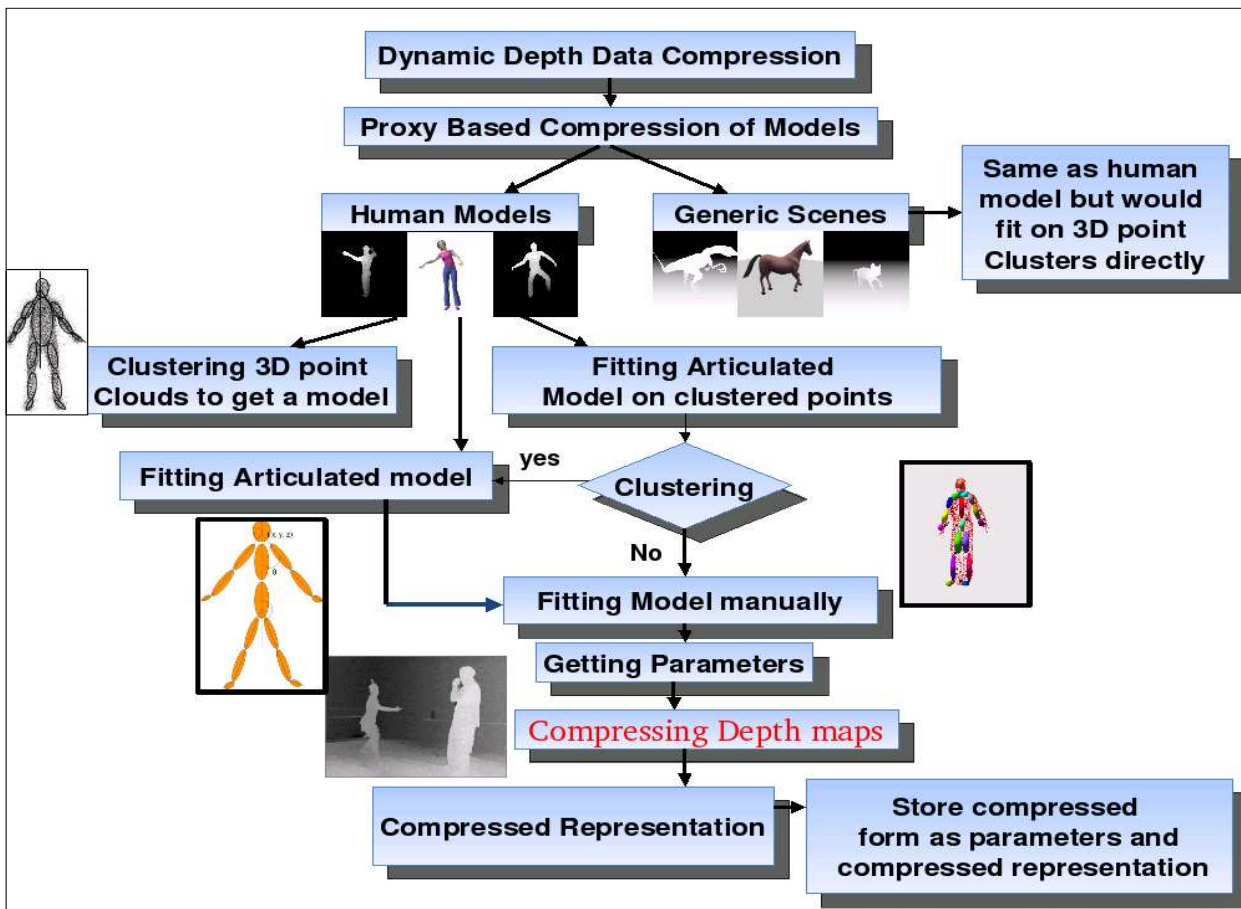 Dynamic Depth Data Compression
Proxy Based Compression of Models
Human Models
Generic Scenes
Same as human
model but would
fit on 3D point
Clusters directly
Clustering 3D point
Clouds to get a model
Fitting Articulated
Model on clustered points
Fitting Articulated model
yes
Clustering
No
Fitting Model manually
Getting Parameters
Compressing Depth maps
Compressed Representation
Store compressed
form as parameters and
compressed representation